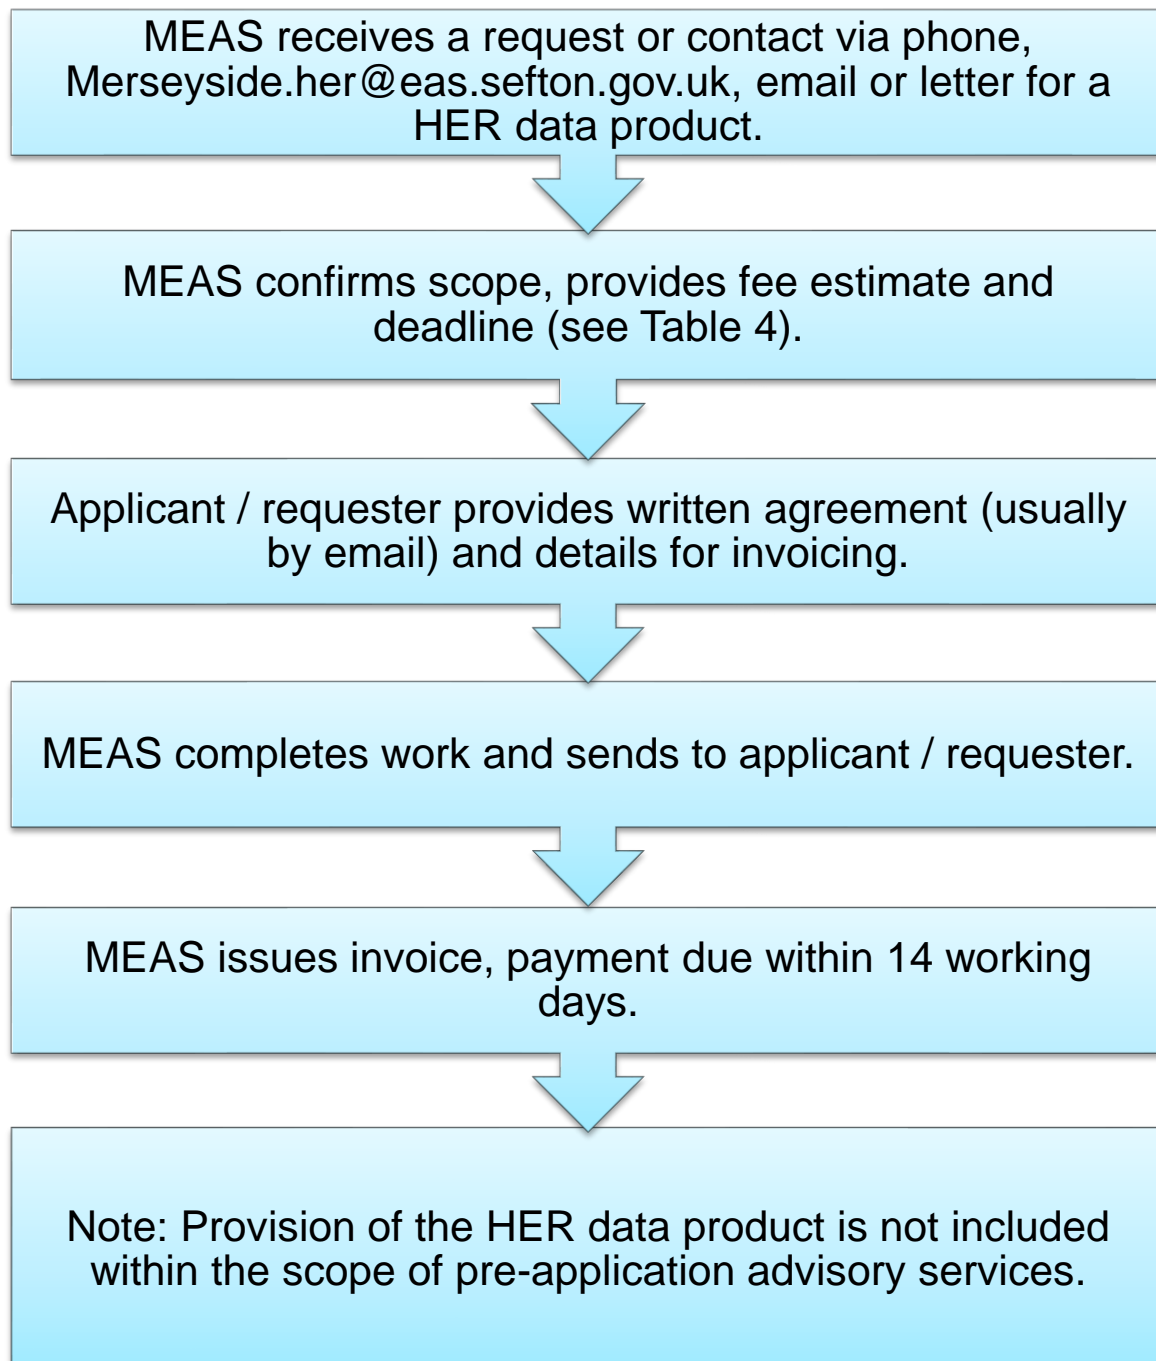 MEAS receives a request or contact via phone,
Merseyside.her@eas.sefton.gov.uk, email or letter for a
HER data product.
MEAS confirms scope, provides fee estimate and
deadline (see Table 4).
Applicant / requester provides written agreement (usually
by email) and details for invoicing.
MEAS completes work and sends to applicant / requester.
MEAS issues invoice, payment due within 14 working
days.
Note: Provision of the HER data product is not included
within the scope of pre-application advisory services.